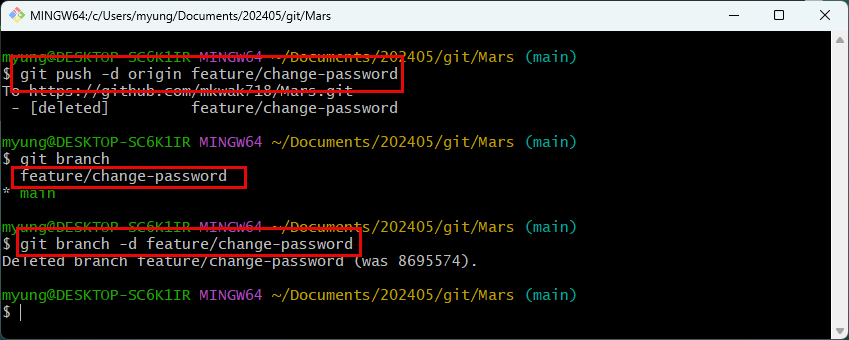 MINGW64:/c/Users/myung/Documents/202405/git/Mars
myung@DESKTOP-SC6K1IR MINGW64 ~/Documents/202405/git/Mars (main)
$ git push -d origin feature/change-password
To https://github.com/mkwak718/Mars.git
 - [deleted]         feature/change-password
myung@DESKTOP-SC6K1IR MINGW64 ~/Documents/202405/git/Mars (main)
$ git branch
  feature/change-password
* main
myung@DESKTOP-SC6K1IR MINGW64 ~/Documents/202405/git/Mars (main)
$ git branch -d feature/change-password
Deleted branch feature/change-password (was 8695574).
myung@DESKTOP-SC6K1IR MINGW64 ~/Documents/202405/git/Mars (main)
$